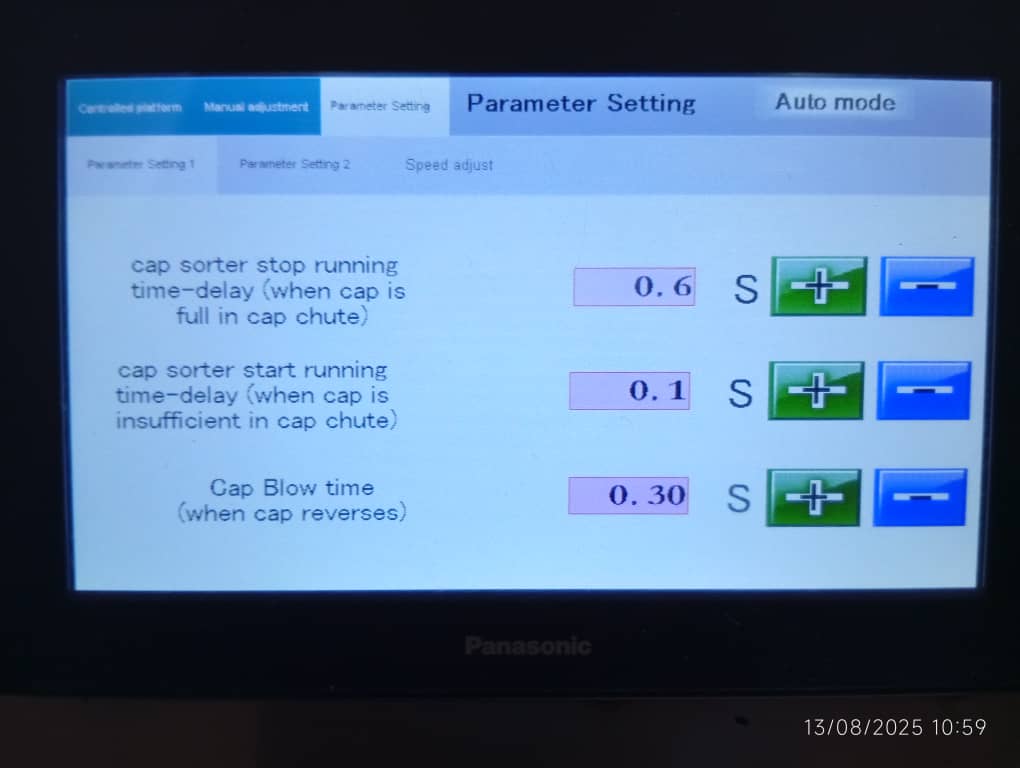 Controlled platform
Manual adjustment
Parameter Setting
Parameter Setting
Auto mode
Parameter Setting 1
Parameter Setting 2
Speed adjust
cap sorter stop running
time-delay (when cap is
full in cap chute)
0.6 S + −
cap sorter start running
time-delay (when cap is
insufficient in cap chute)
0.1 S + −
Cap Blow time
(when cap reverses)
0.30 S + −
Panasonic
13/08/2025 10:59